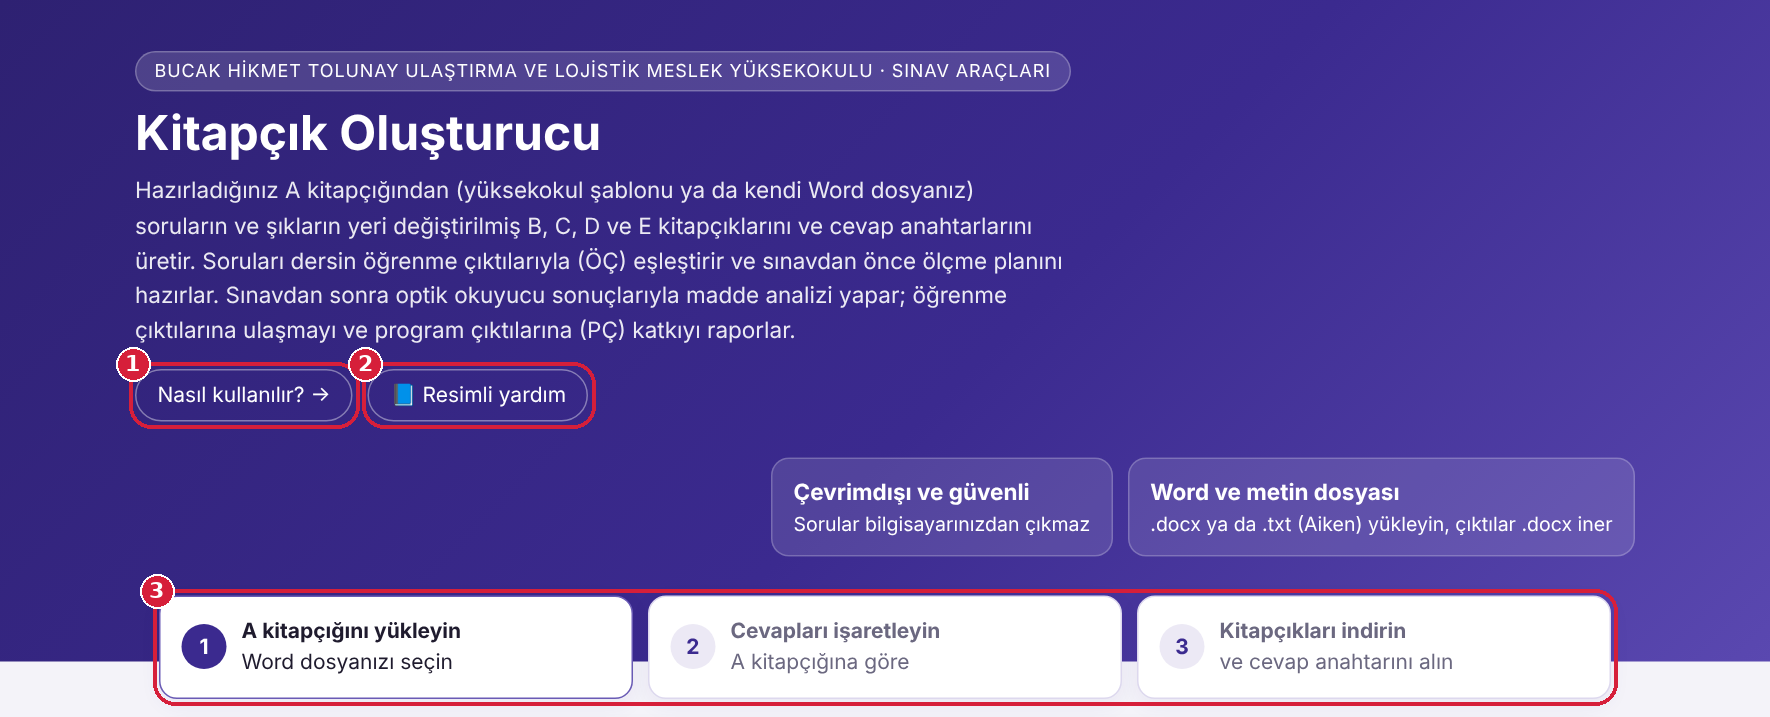 BUCAK HİKMET TOLUNAY ULAŞTIRMA VE LOJİSTİK MESLEK YÜKSEKOKULU · SINAV ARAÇLARI
Kitapçık Oluşturucu
Hazırladığınız A kitapçığından (yüksekokul şablonu ya da kendi Word dosyanız)
soruların ve şıkların yeri değiştirilmiş B, C, D ve E kitapçıklarını ve cevap anahtarlarını
üretir. Soruları dersin öğrenme çıktılarıyla (ÖÇ) eşleştirir ve sınavdan önce ölçme planını
hazırlar. Sınavdan sonra optik okuyucu sonuçlarıyla madde analizi yapar; öğrenme
çıktılarına ulaşmayı ve program çıktılarına (PÇ) katkıyı raporlar.
1 2
Nasıl kullanılır? → 📘 Resimli yardım
Çevrimdışı ve güvenli
Sorular bilgisayarınızdan çıkmaz
Word ve metin dosyası
.docx ya da .txt (Aiken) yükleyin, çıktılar .docx iner
3
1 A kitapçığını yükleyin
Word dosyanızı seçin
2 Cevapları işaretleyin
A kitapçığına göre
3 Kitapçıkları indirin
ve cevap anahtarını alın